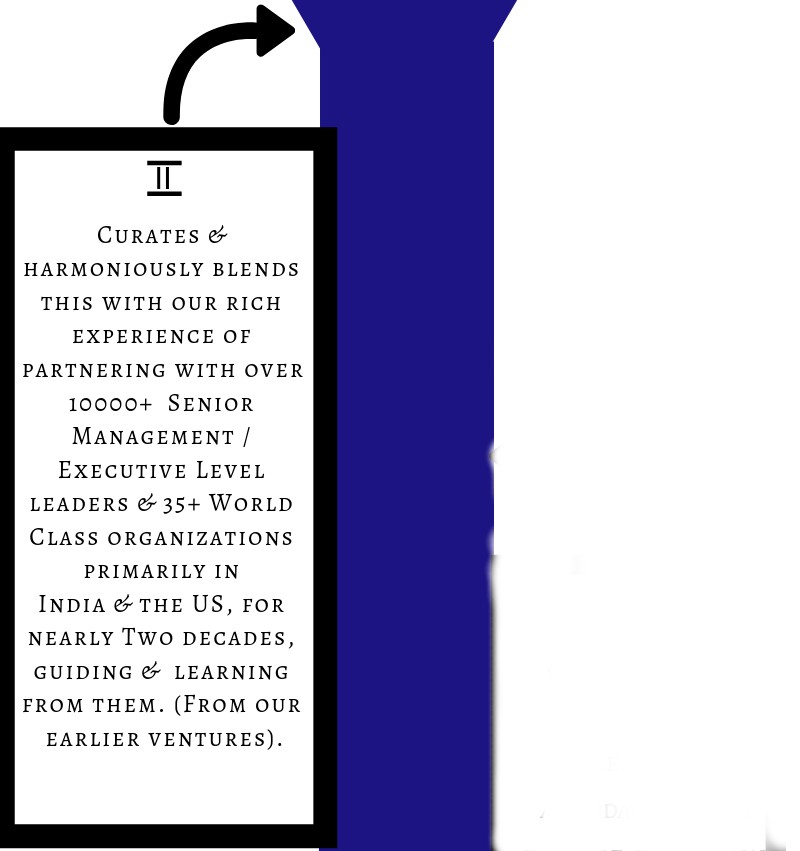 II
Curates &
harmoniously blends
this with our rich
experience of
partnering with over
10000+ Senior
Management /
Executive Level
leaders & 35+ World
Class organizations
primarily in
India & the US, for
nearly Two decades,
guiding & learning
from them. (From our
earlier ventures).